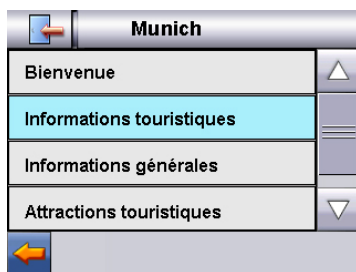 Munich
Bienvenue
Informations touristiques
Informations générales
Attractions touristiques